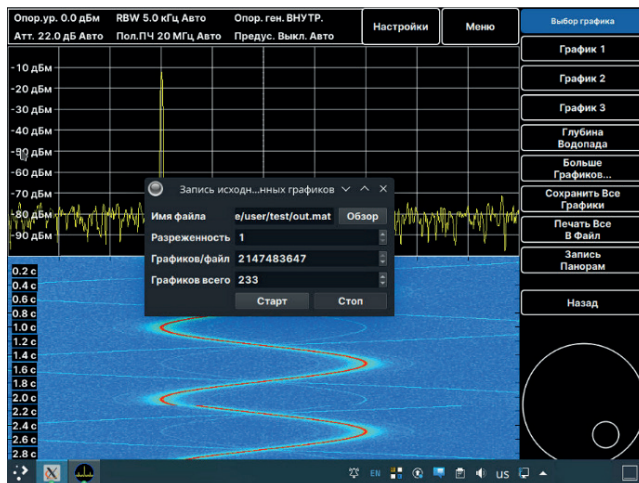 Опор.ур. 0.0 дБм RBW 5.0 кГц Авто Опор. ген. ВНУТР.
Атт. 22.0 дБ Авто Пол.ПЧ 20 МГц Авто Предус. Выкл. Авто
Настройки
Меню
Выбор графика
График 1
График 2
График 3
Глубина
Водопада
Больше
Графиков...
Сохранить Все
Графики
Печать Все
В Файл
Запись
Панорам
Назад
-10 дБм
-20 дБм
-30 дБм
-40 дБм
-50 дБм
-60 дБм
-70 дБм
-80 дБм
-90 дБм
Запись исходн...нных графиков
Имя файла e/user/test/out.mat Обзор
Разреженность 1
Графиков/файл 2147483647
Графиков всего 233
Старт Стоп
0.2 с
0.4 с
0.6 с
0.8 с
1.0 с
1.2 с
1.4 с
1.6 с
1.8 с
2.0 с
2.2 с
2.4 с
2.6 с
2.8 с
EN
us